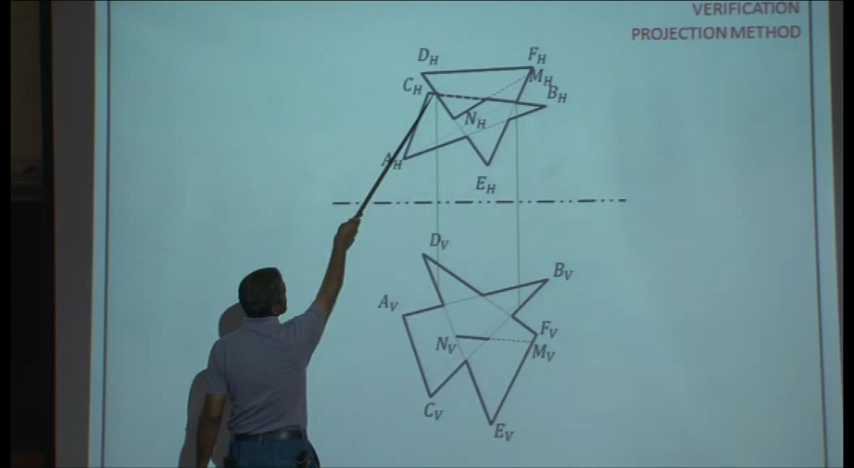 VERIFICATION
PROJECTION METHOD
D_H
F_H
C_H
M_H
B_H
N_H
A_H
E_H
D_V
B_V
A_V
F_V
N_V
M_V
C_V
E_V